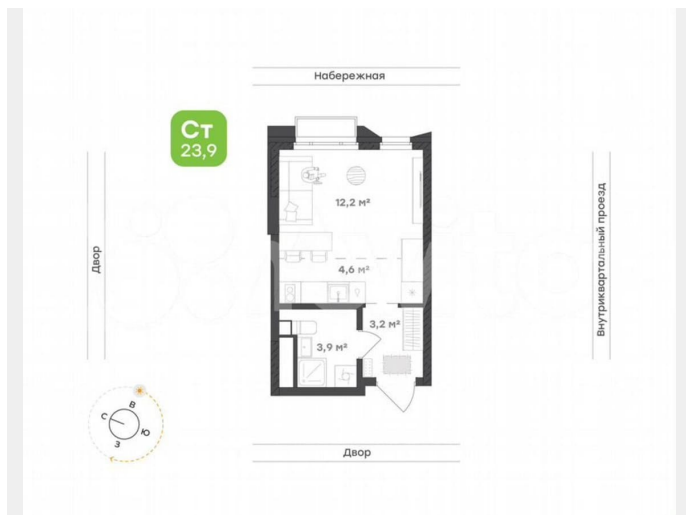 Набережная
Ст
23,9
12,2 м²
4,6 м²
3,2 м²
3,9 м²
Двор
Внутриквартальный проезд
В
С
Ю
З
Двор